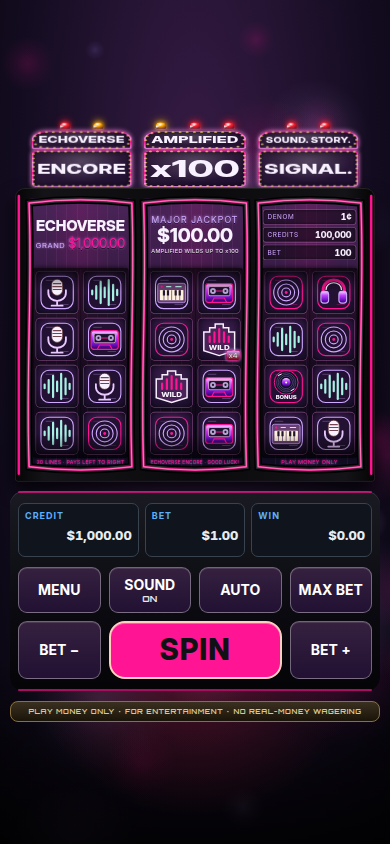 ECHOVERSE
ENCORE
AMPLIFIED
x100
SOUND. STORY.
SIGNAL.
ECHOVERSE
GRAND $1,000.00
MAJOR JACKPOT
$100.00
AMPLIFIED WILDS UP TO x100
DENOM 1¢
CREDITS 100,000
BET 100
WILD
x4
WILD
BONUS
PAYS LEFT TO RIGHT
ECHOVERSE ENCORE GOOD LUCK!
PLAY MONEY ONLY
CREDIT
$1,000.00
BET
$1.00
WIN
$0.00
MENU
SOUND
ON
AUTO
MAX BET
BET –
SPIN
BET +
PLAY MONEY ONLY · FOR ENTERTAINMENT · NO REAL-MONEY WAGERING